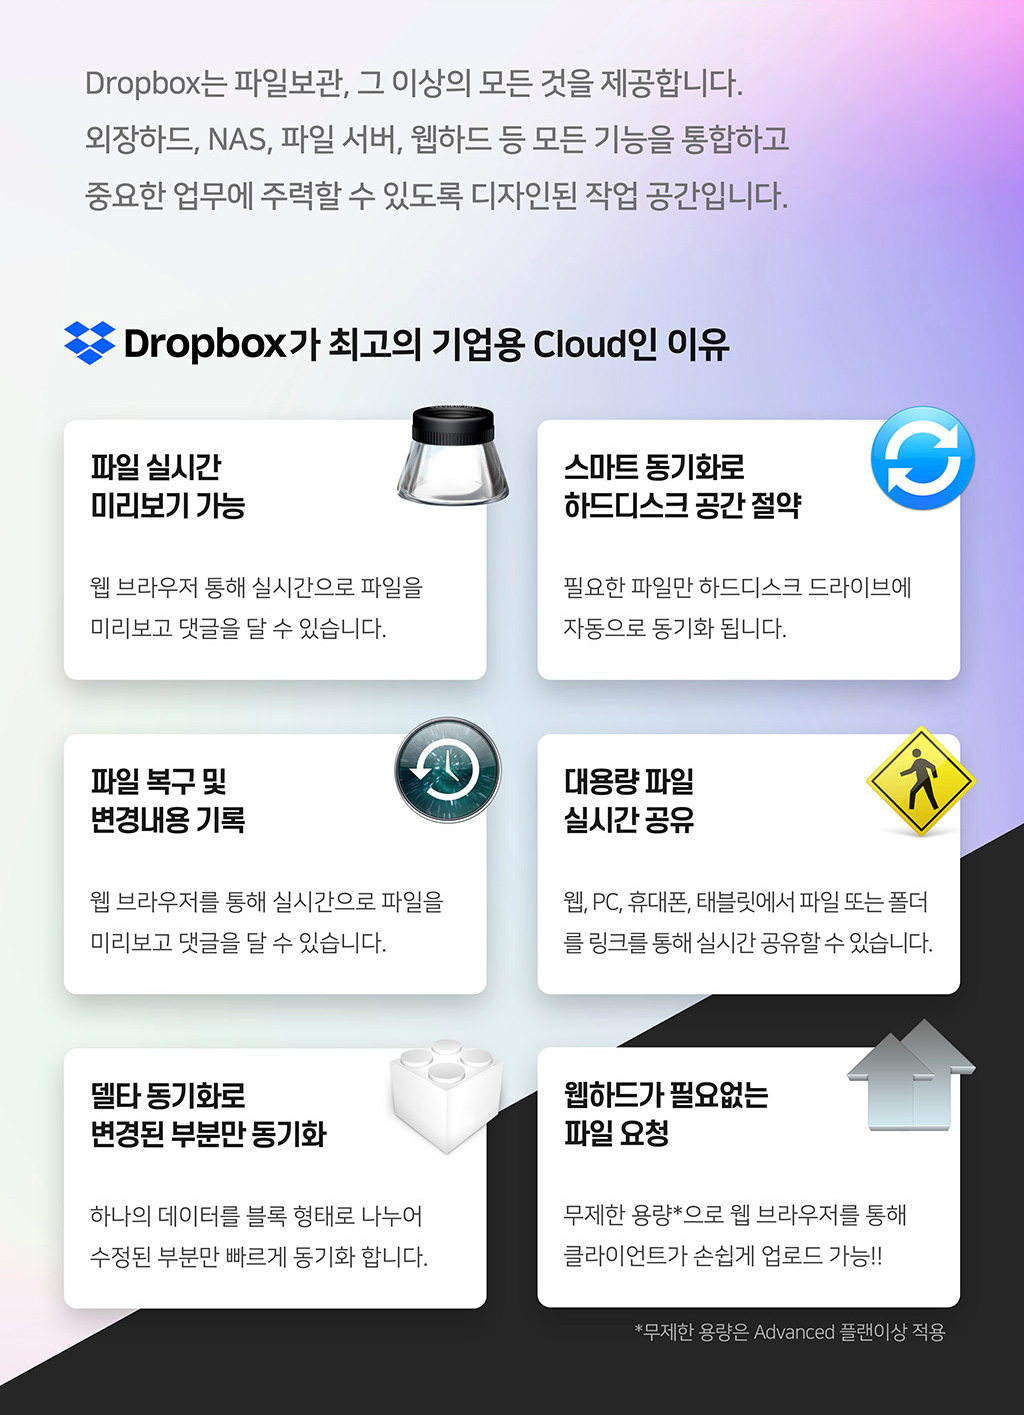 Dropbox는 파일보관, 그 이상의 모든 것을 제공합니다.
외장하드, NAS, 파일 서버, 웹하드 등 모든 기능을 통합하고
중요한 업무에 주력할 수 있도록 디자인된 작업 공간입니다.
Dropbox가 최고의 기업용 Cloud인 이유
파일 실시간
미리보기 가능
웹 브라우저 통해 실시간으로 파일을
미리보고 댓글을 달 수 있습니다.
스마트 동기화로
하드디스크 공간 절약
필요한 파일만 하드디스크 드라이브에
자동으로 동기화 됩니다.
파일 복구 및
변경내용 기록
웹 브라우저를 통해 실시간으로 파일을
미리보고 댓글을 달 수 있습니다.
대용량 파일
실시간 공유
웹, PC, 휴대폰, 태블릿에서 파일 또는 폴더
를 링크를 통해 실시간 공유할 수 있습니다.
델타 동기화로
변경된 부분만 동기화
하나의 데이터를 블록 형태로 나누어
수정된 부분만 빠르게 동기화 합니다.
웹하드가 필요없는
파일 요청
무제한 용량*으로 웹 브라우저를 통해
클라이언트가 손쉽게 업로드 가능!!
*무제한 용량은 Advanced 플랜이상 적용